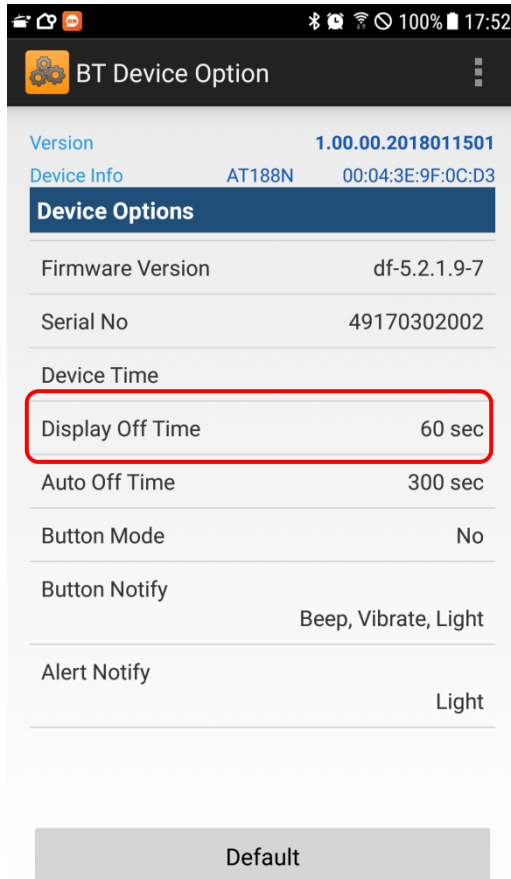 100% 17:52
BT Device Option
Version 1.00.00.2018011501
Device Info AT188N 00:04:3E:9F:0C:D3
Device Options
Firmware Version df-5.2.1.9-7
Serial No 49170302002
Device Time
Display Off Time 60 sec
Auto Off Time 300 sec
Button Mode No
Button Notify
Beep, Vibrate, Light
Alert Notify
Light
Default